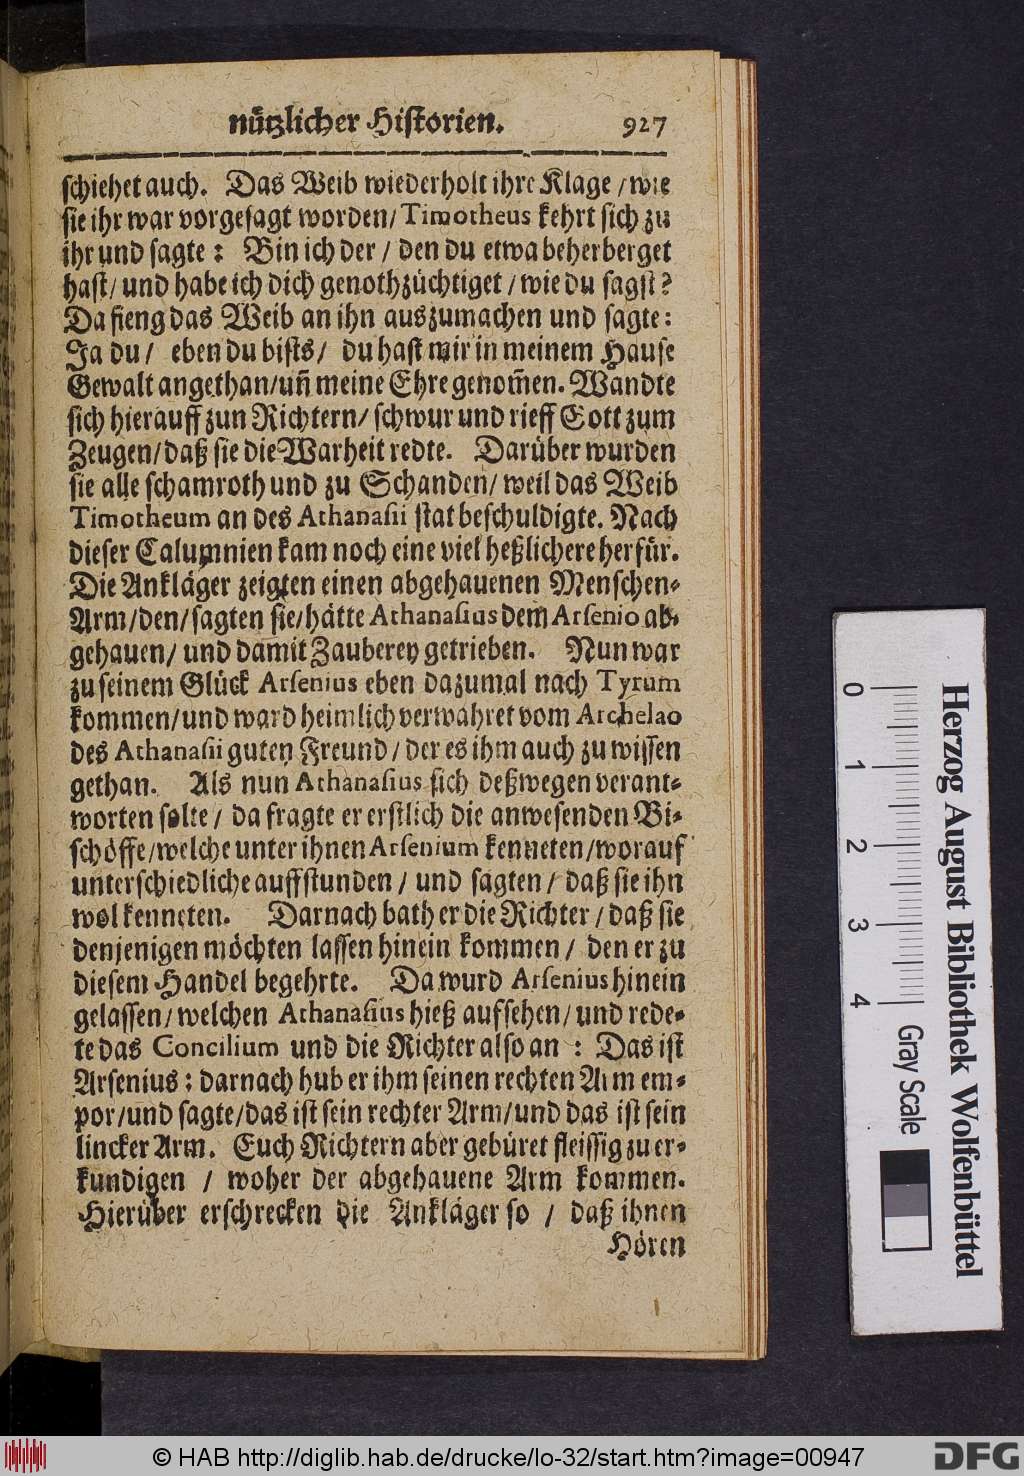 nützlicher Historien. 927
schiehet auch. Das Weib wiederholt ihre Klage / wie
sie ihr war vorgesagt worden / Timotheus kehrt sich zu
ihr und sagte : Bin ich der / den du etwa beherberget
hast / und habe ich dich genothzüchtiget / wie du sagst ?
Da fieng das Weib an ihn auszumachen und sagte :
Ja du / eben du bists / du hast mir in meinem Hause
Gewalt angethan / uñ meine Ehre genom̃en. Wandte
sich hierauff zun Richtern / schwur und rieff Gott zum
Zeugen / daß sie die Warheit redte. Darüber wurden
sie alle schamroth und zu Schanden / weil das Weib
Timotheum an des Athanasii stat beschuldigte. Nach
dieser Calumnien kam noch eine viel heßlichere herfür.
Die Ankläger zeigten einen abgehauenen Menschen-
Arm / den / sagten sie / hätte Athanasius dem Arsenio ab-
gehauen / und damit Zauberey getrieben. Nun war
zu seinem Glück Arsenius eben dazumal nach Tyrum
kommen / und ward heimlich verwahret vom Archelao
des Athanasii guten Freund / der es ihm auch zu wissen
gethan. Als nun Athanasius sich deßwegen verant-
worten solte / da fragte er erstlich die anwesenden Bi-
schöffe / welche unter ihnen Arsenium kenneten / worauf
unterschiedliche auffstunden / und sagten / daß sie ihn
wol kenneten. Darnach bath er die Richter / daß sie
denjenigen möchten lassen hinein kommen / den er zu
diesem Handel begehrte. Da wurd Arsenius hinein
gelassen / welchen Athanasius hieß aufsehen / und rede-
te das Concilium und die Richter also an : Das ist
Arsenius : darnach hub er ihm seinen rechten Arm em-
por / und sagte / das ist sein rechter Arm / und das ist sein
lincker Arm. Euch Richtern aber gebüret fleissig zu er-
kundigen / woher der abgehauene Arm kommen.
Hierüber erschrecken die Ankläger so / daß ihnen
Hören
0 1 2 3 4
Gray Scale
Herzog August Bibliothek Wolfenbüttel
© HAB http://diglib.hab.de/drucke/lo-32/start.htm?image=00947
DFG